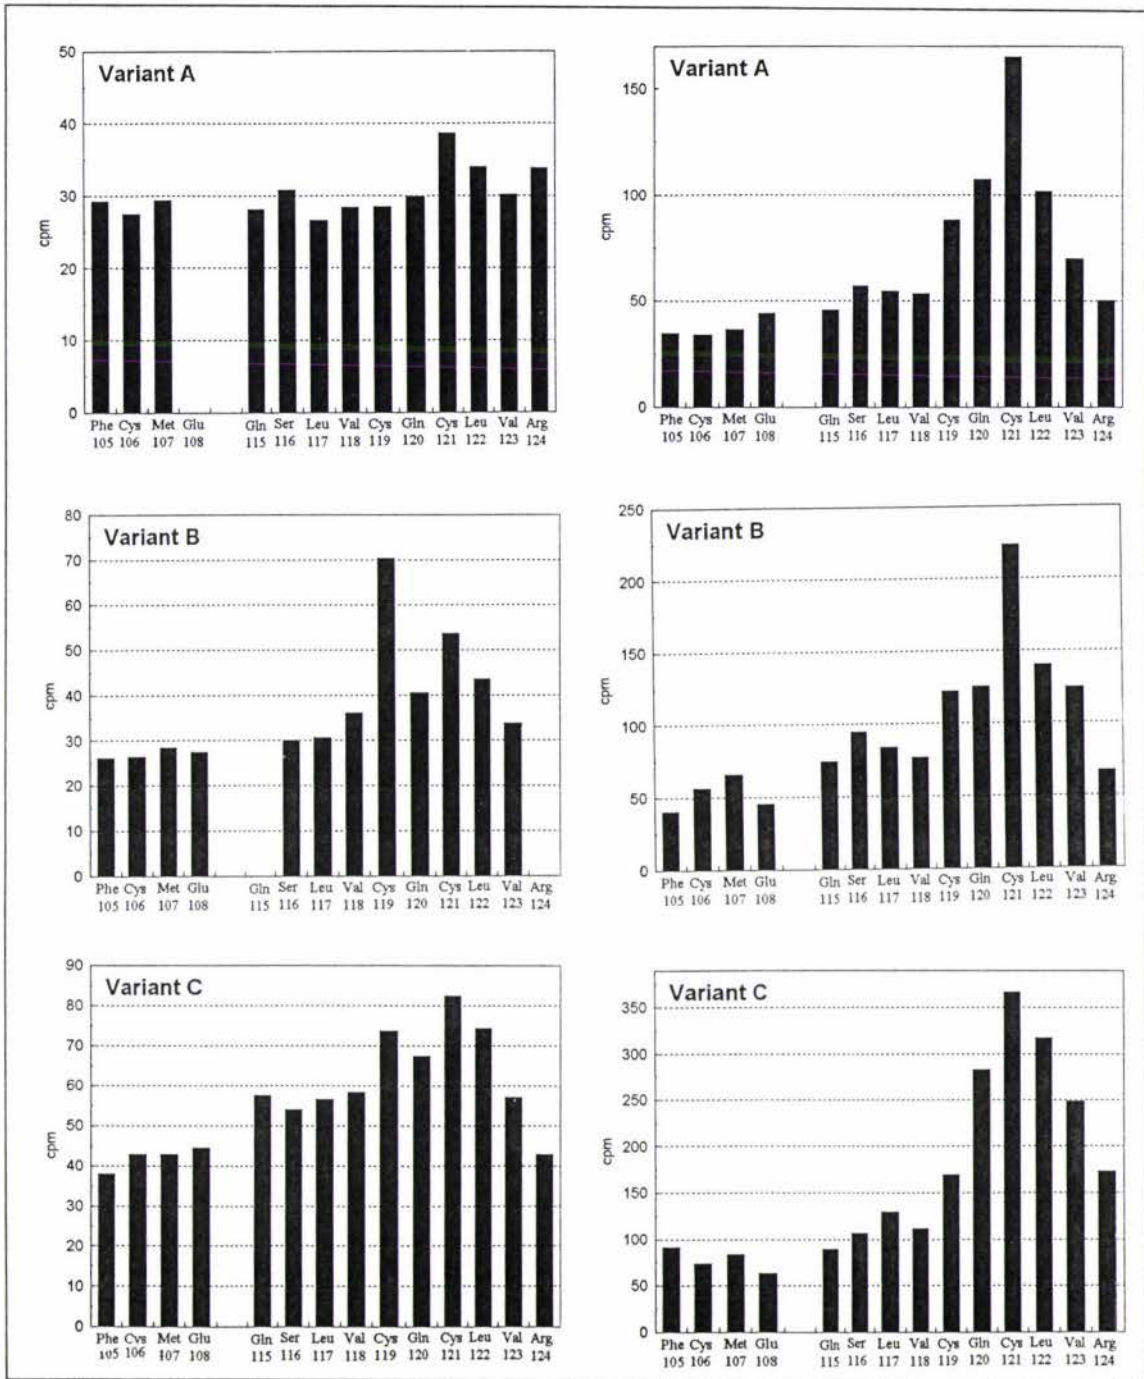 Variant A
50
40
30
20
10
0
cpm
Phe Cys Met Glu Gln Ser Leu Val Cys Gln Cys Leu Val Arg
105 106 107 108 115 116 117 118 119 120 121 122 123 124
Variant A
150
100
50
0
cpm
Phe Cys Met Glu Gln Ser Leu Val Cys Gln Cys Leu Val Arg
105 106 107 108 115 116 117 118 119 120 121 122 123 124
Variant B
80
70
60
50
40
30
20
10
0
cpm
Phe Cys Met Glu Gln Ser Leu Val Cys Gln Cys Leu Val Arg
105 106 107 108 115 116 117 118 119 120 121 122 123 124
Variant B
250
200
150
100
50
0
cpm
Phe Cys Met Glu Gln Ser Leu Val Cys Gln Cys Leu Val Arg
105 106 107 108 115 116 117 118 119 120 121 122 123 124
Variant C
90
80
70
60
50
40
30
20
10
0
cpm
Phe Cys Met Glu Gln Ser Leu Val Cys Gln Cys Leu Val Arg
105 106 107 108 115 116 117 118 119 120 121 122 123 124
Variant C
350
300
250
200
150
100
50
0
cpm
Phe Cys Met Glu Gln Ser Leu Val Cys Gln Cys Leu Val Arg
105 106 107 108 115 116 117 118 119 120 121 122 123 124